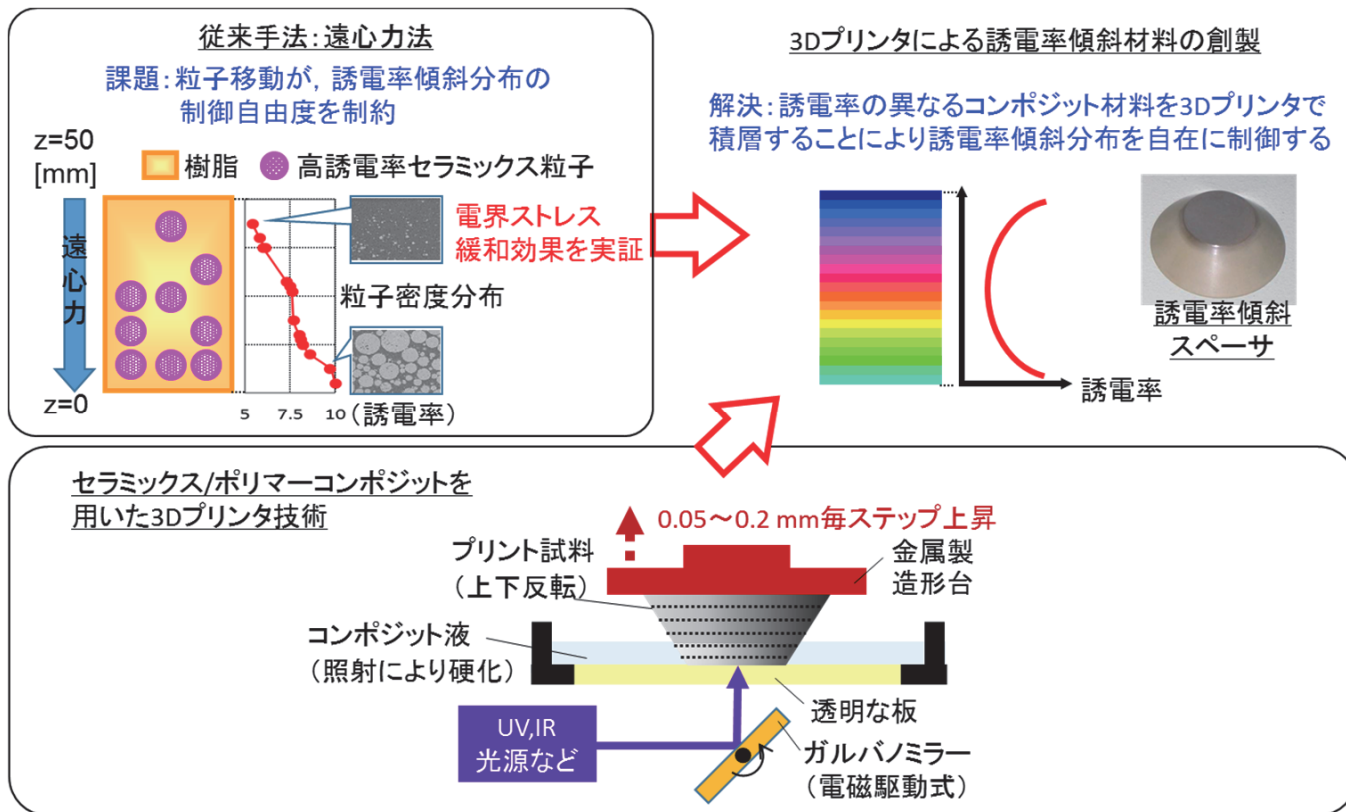 従来手法：遠心力法
課題：粒子移動が，誘電率傾斜分布の
制御自由度を制約
z=50
[mm]
樹脂
高誘電率セラミックス粒子
遠心力
電界ストレス
緩和効果を実証
粒子密度分布
z=0
5 7.5 10
（誘電率）
3Dプリンタによる誘電率傾斜材料の創製
解決：誘電率の異なるコンポジット材料を3Dプリンタで
積層することにより誘電率傾斜分布を自在に制御する
誘電率
誘電率傾斜
スペーサ
セラミックス/ポリマーコンポジットを
用いた3Dプリンタ技術
0.05～0.2 mm毎ステップ上昇
プリント試料
（上下反転）
金属製
造形台
コンポジット液
（照射により硬化）
透明な板
UV,IR
光源など
ガルバノミラー
（電磁駆動式）